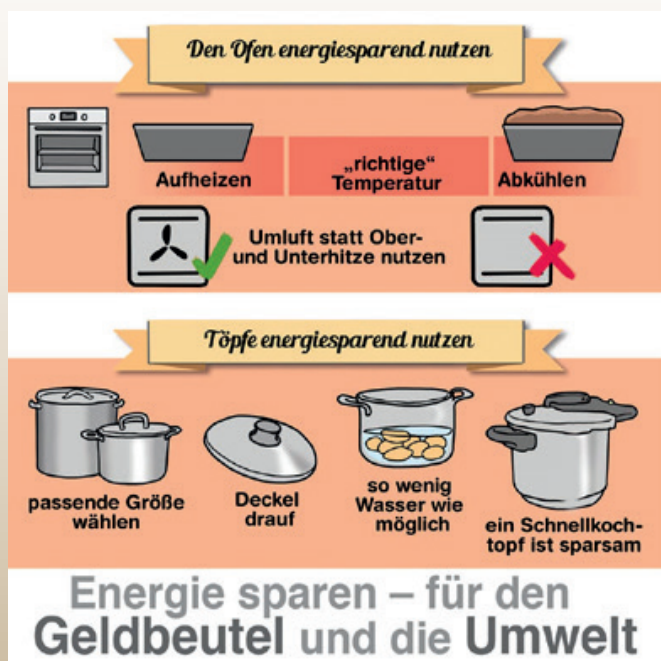 Den Ofen energiesparend nutzen
Aufheizen
„richtige“
Temperatur
Abkühlen
Umluft statt Ober-
und Unterhitze nutzen
Töpfe energiesparend nutzen
passende Größe
wählen
Deckel
drauf
so wenig
Wasser wie
möglich
ein Schnellkoch-
topf ist sparsam
Energie sparen – für den
Geldbeutel und die Umwelt